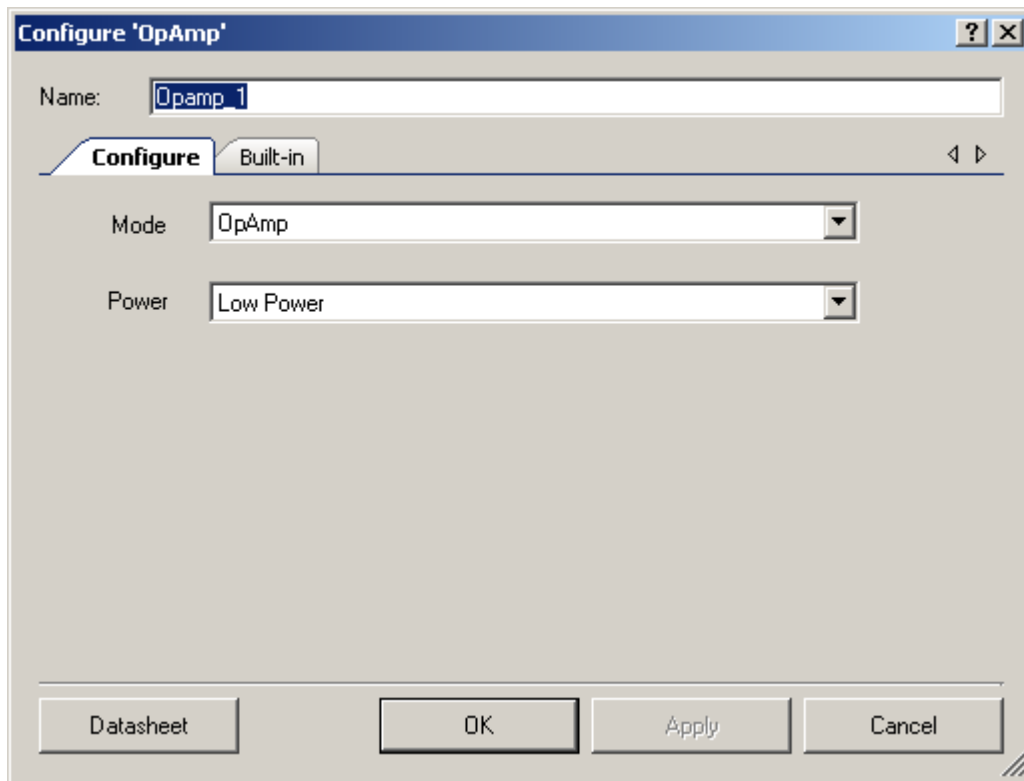 Configure 'OpAmp'
Name: Opamp_1
Configure Built-in
Mode OpAmp
Power Low Power
Datasheet OK Apply Cancel